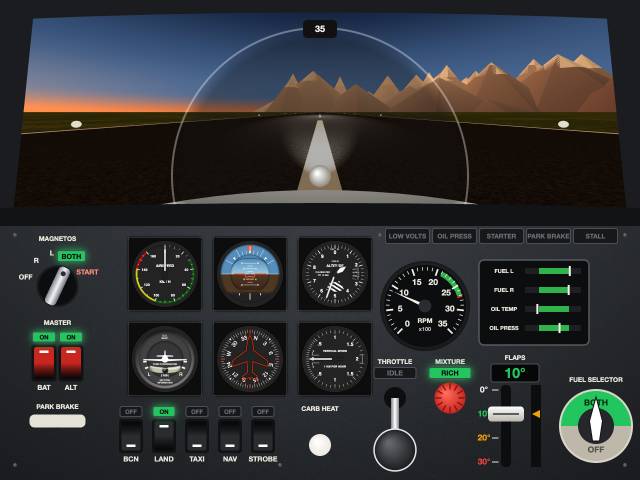 35
MAGNETOS
OFF
R
L
BOTH
START
MASTER
ON ON
BAT ALT
PARK BRAKE
OFF ON OFF OFF OFF
BCN LAND TAXI NAV STROBE
CARB HEAT
LOW VOLTS OIL PRESS STARTER PARK BRAKE STALL
0 5 10 15 20 25 30 35
RPM
x100
FUEL L
FUEL R
OIL TEMP
OIL PRESS
THROTTLE
IDLE
MIXTURE
RICH
FLAPS
10°
0°
10°
20°
30°
FUEL SELECTOR
BOTH
OFF